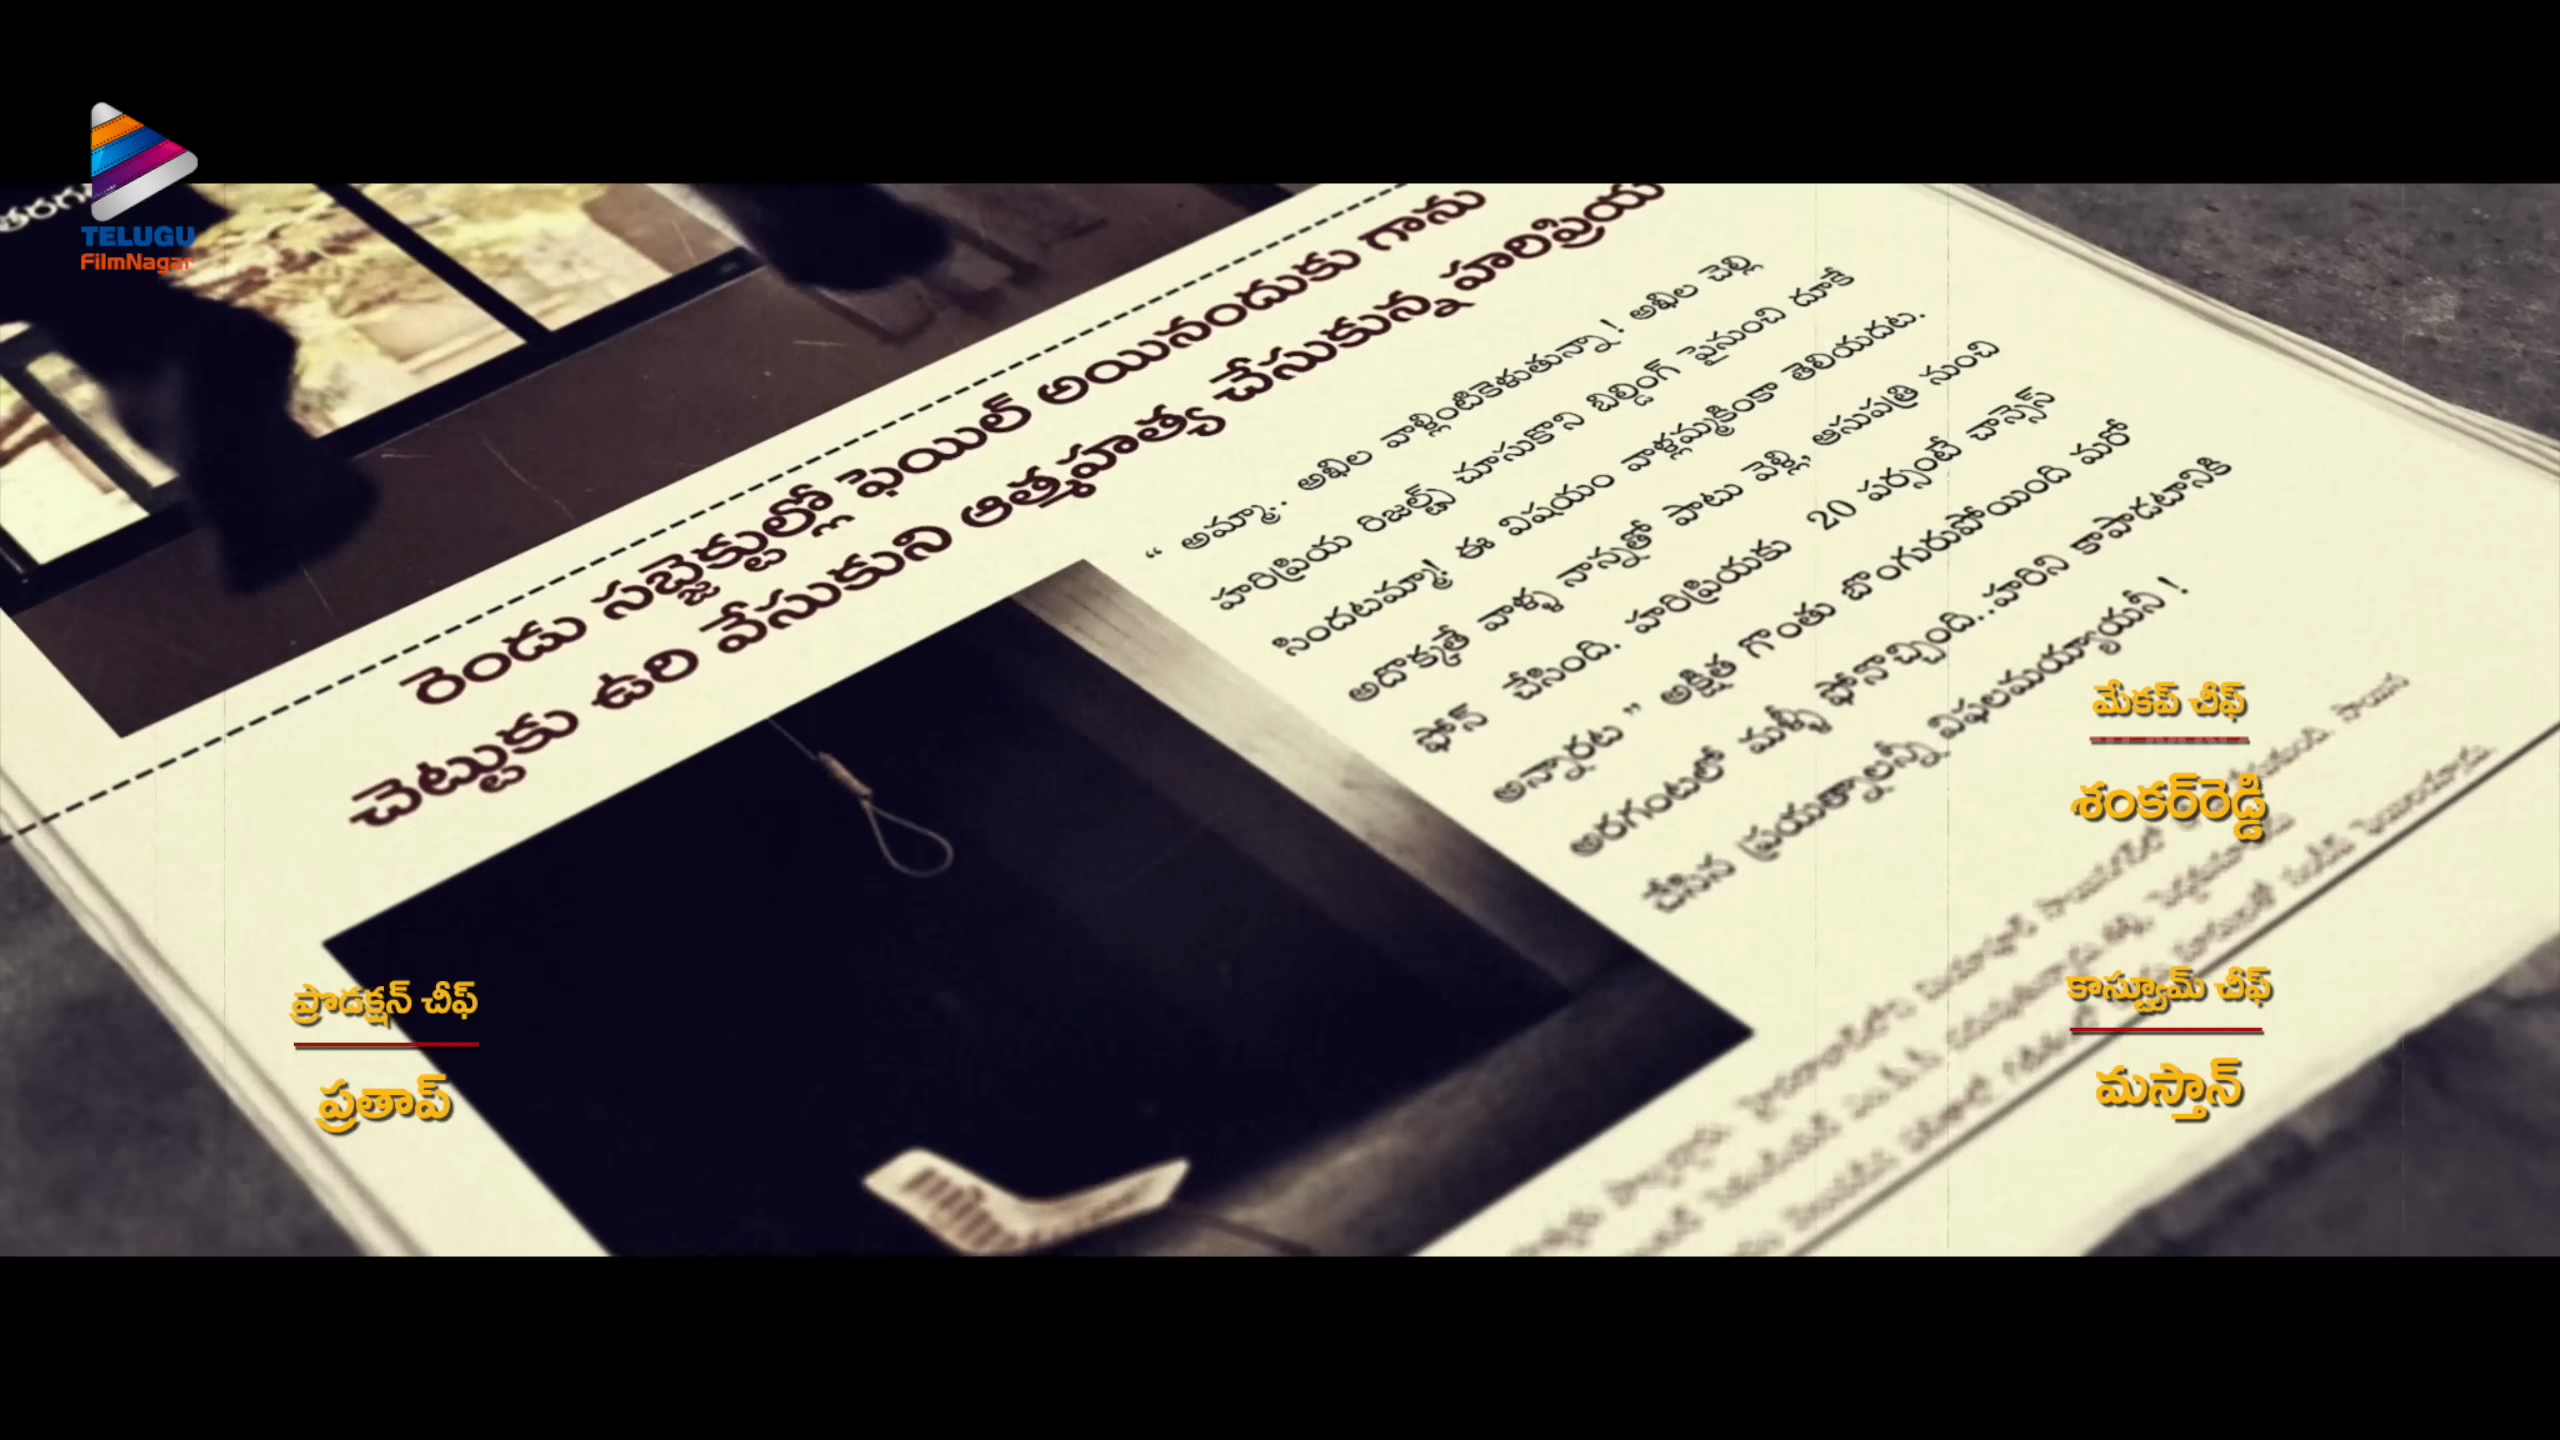 TELUGU
FilmNagar
రెండు సబ్జెక్టుల్లో ఫెయిల్ అయినందుకు గాను
చెట్టుకు ఉరి వేసుకుని ఆత్మహత్య చేసుకున్న హరిప్రియ
“ అమ్మా.. అఖిల వాళ్లింటికెళుతున్నా ! అఖిల చెల్లి
హరిప్రియ రిజల్ట్స్ చూసుకొని బిల్డింగ్ పైనుంచి దూకే
సిందటమ్మా! ఈ విషయం వాళ్లమ్మకింకా తెలియదట.
అదొక్కతే వాళ్ళ నాన్నతో పాటు వెళ్ళి, ఆసుపత్రి నుంచి
ఫోన్ చేసింది. హరిప్రియకు 20 పర్సంటే చాన్సెస్
అన్నారట ” అక్షిత గొంతు బొంగురుపోయింది మరో
అరగంటలో మళ్ళీ ఫోనొచ్చింది..హరిని కాపాడటానికి
చేసిన ప్రయత్నాలన్నీ విఫలమయ్యాయనీ !
మేకప్ చీఫ్
శంకర్‌రెడ్డి
ప్రొడక్షన్ చీఫ్
ప్రతాప్
కాస్ట్యూమ్ చీఫ్
మస్తాన్